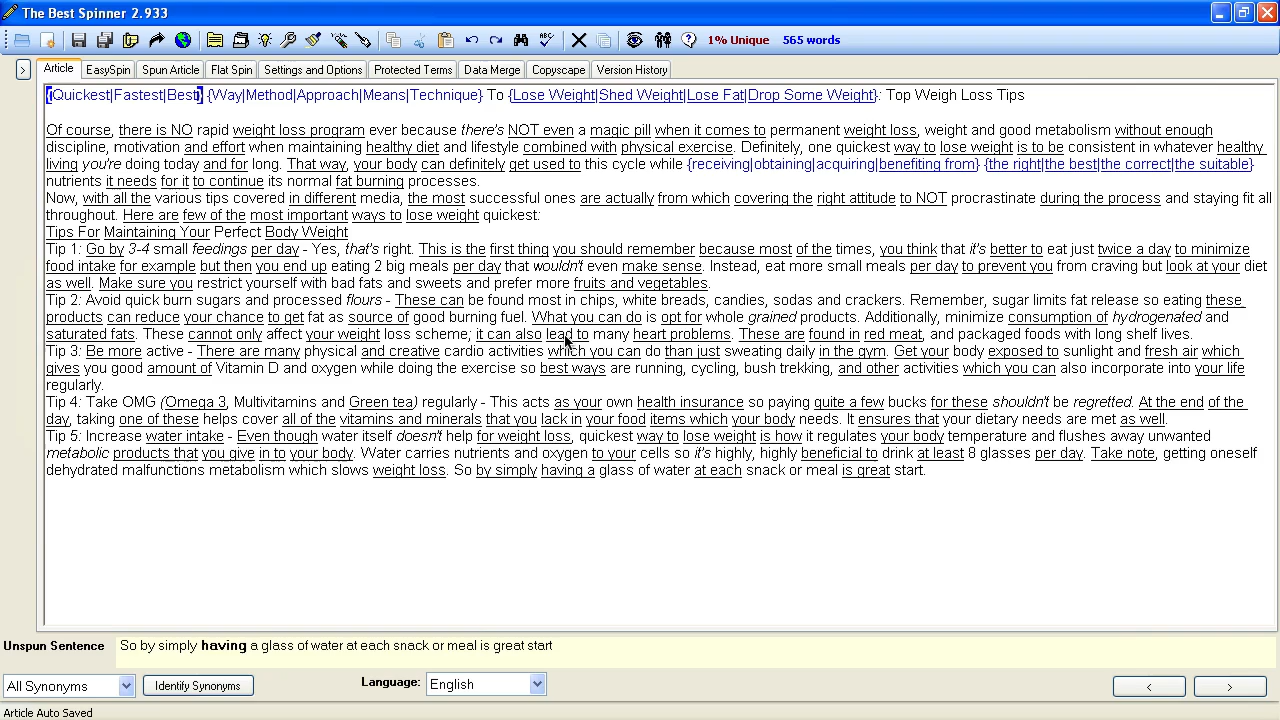 The Best Spinner 2.933
1% Unique 565 words
> Article EasySpin Spun Article Flat Spin Settings and Options Protected Terms Data Merge Copyscape Version History
{Quickest|Fastest|Best} {Way|Method|Approach|Means|Technique} To {Lose Weight|Shed Weight|Lose Fat|Drop Some Weight}: Top Weigh Loss Tips
Of course, there is NO rapid weight loss program ever because there's NOT even a magic pill when it comes to permanent weight loss, weight and good metabolism without enough
discipline, motivation and effort when maintaining healthy diet and lifestyle combined with physical exercise. Definitely, one quickest way to lose weight is to be consistent in whatever healthy
living you're doing today and for long. That way, your body can definitely get used to this cycle while {receiving|obtaining|acquiring|benefiting from} {the right|the best|the correct|the suitable}
nutrients it needs for it to continue its normal fat burning processes.
Now, with all the various tips covered in different media, the most successful ones are actually from which covering the right attitude to NOT procrastinate during the process and staying fit all
throughout. Here are few of the most important ways to lose weight quickest:
Tips For Maintaining Your Perfect Body Weight
Tip 1: Go by 3-4 small feedings per day - Yes, that's right. This is the first thing you should remember because most of the times, you think that it's better to eat just twice a day to minimize
food intake for example but then you end up eating 2 big meals per day that wouldn't even make sense. Instead, eat more small meals per day to prevent you from craving but look at your diet
as well. Make sure you restrict yourself with bad fats and sweets and prefer more fruits and vegetables.
Tip 2: Avoid quick burn sugars and processed flours - These can be found most in chips, white breads, candies, sodas and crackers. Remember, sugar limits fat release so eating these
products can reduce your chance to get fat as source of good burning fuel. What you can do is opt for whole grained products. Additionally, minimize consumption of hydrogenated and
saturated fats. These cannot only affect your weight loss scheme; it can also lead to many heart problems. These are found in red meat, and packaged foods with long shelf lives.
Tip 3: Be more active - There are many physical and creative cardio activities which you can do than just sweating daily in the gym. Get your body exposed to sunlight and fresh air which
gives you good amount of Vitamin D and oxygen while doing the exercise so best ways are running, cycling, bush trekking, and other activities which you can also incorporate into your life
regularly.
Tip 4: Take OMG (Omega 3, Multivitamins and Green tea) regularly - This acts as your own health insurance so paying quite a few bucks for these shouldn't be regretted. At the end of the
day, taking one of these helps cover all of the vitamins and minerals that you lack in your food items which your body needs. It ensures that your dietary needs are met as well.
Tip 5: Increase water intake - Even though water itself doesn't help for weight loss, quickest way to lose weight is how it regulates your body temperature and flushes away unwanted
metabolic products that you give in to your body. Water carries nutrients and oxygen to your cells so it's highly, highly beneficial to drink at least 8 glasses per day. Take note, getting oneself
dehydrated malfunctions metabolism which slows weight loss. So by simply having a glass of water at each snack or meal is great start.
Unspun Sentence So by simply having a glass of water at each snack or meal is great start
All Synonyms Identify Synonyms Language: English < >
Article Auto Saved